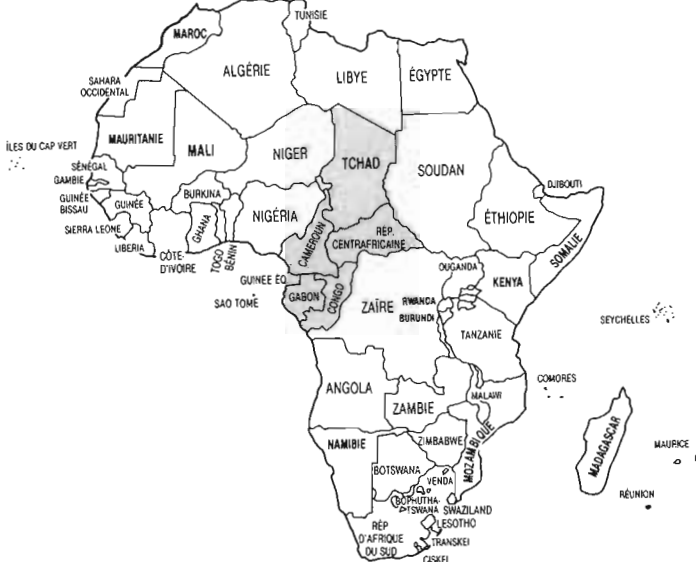 TUNISIE
MAROC
ALGÉRIE
LIBYE
ÉGYPTE
SAHARA
OCCIDENTAL
MAURITANIE
MALI
NIGER
TCHAD
SOUDAN
ÎLES DU CAP VERT
SÉNÉGAL
GAMBIE
GUINÉE
BISSAU
GUINÉE
SIERRA LEONE
LIBERIA
CÔTE-
D'IVOIRE
BURKINA
GHANA
TOGO
BÉNIN
NIGÉRIA
CAMEROUN
RÉP.
CENTRAFRICAINE
DJIBOUTI
ÉTHIOPIE
SOMALIE
GUINEE EQ
SAO TOMÉ
GABON
CONGO
ZAÏRE
OUGANDA
RWANDA
BURUNDI
KENYA
TANZANIE
SEYCHELLES
COMORES
ANGOLA
ZAMBIE
MALAWI
MOZAMBIQUE
MADAGASCAR
MAURICE
RÉUNION
NAMIBIE
ZIMBABWE
BOTSWANA
VENDA
BOPHUTHA-
TSWANA
SWAZILAND
LESOTHO
RÉP
D'AFRIQUE
DU SUD
TRANSKEI
CISKEI